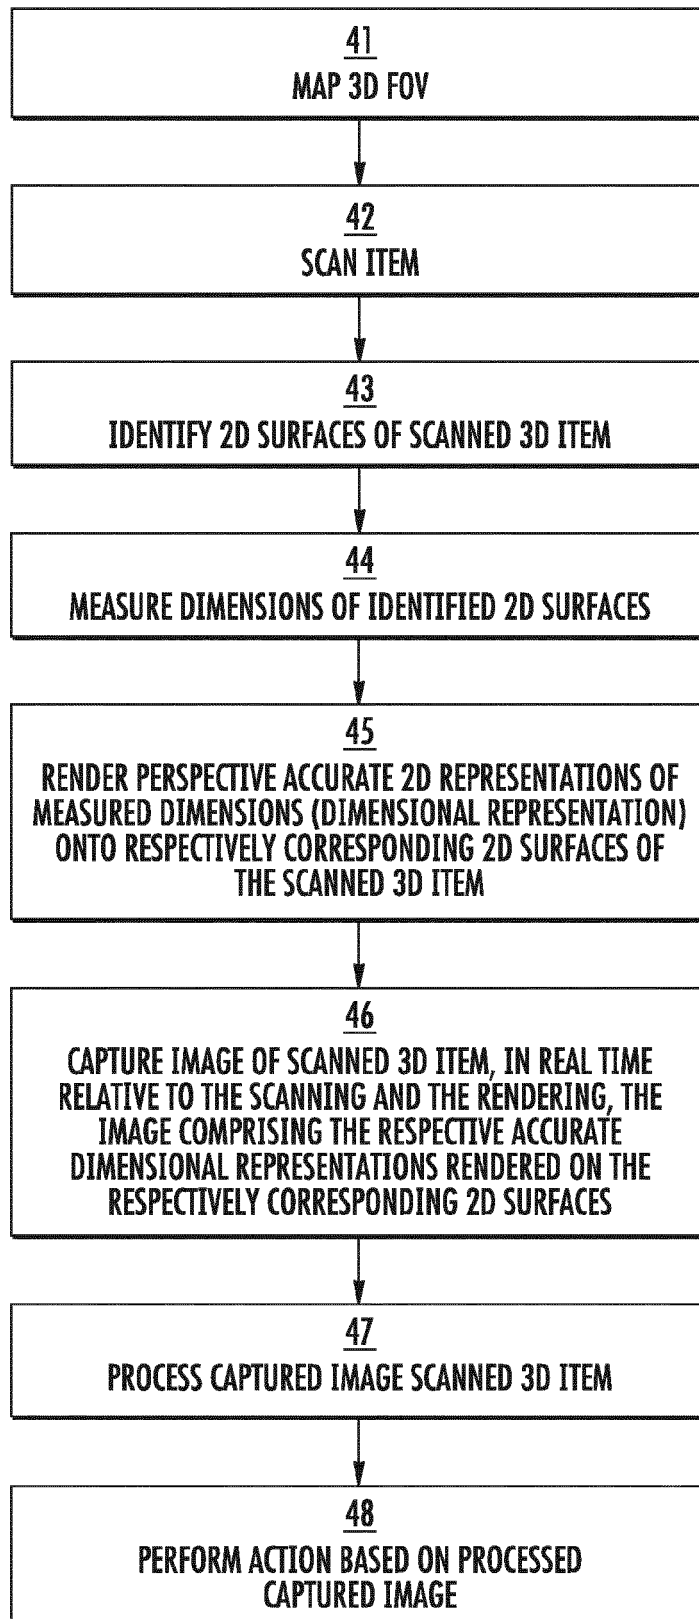 41
MAP 3D FOV
42
SCAN ITEM
43
IDENTIFY 2D SURFACES OF SCANNED 3D ITEM
44
MEASURE DIMENSIONS OF IDENTIFIED 2D SURFACES
45
RENDER PERSPECTIVE ACCURATE 2D REPRESENTATIONS OF
MEASURED DIMENSIONS (DIMENSIONAL REPRESENTATION)
ONTO RESPECTIVELY CORRESPONDING 2D SURFACES OF
THE SCANNED 3D ITEM
46
CAPTURE IMAGE OF SCANNED 3D ITEM, IN REAL TIME
RELATIVE TO THE SCANNING AND THE RENDERING, THE
IMAGE COMPRISING THE RESPECTIVE ACCURATE
DIMENSIONAL REPRESENTATIONS RENDERED ON THE
RESPECTIVELY CORRESPONDING 2D SURFACES
47
PROCESS CAPTURED IMAGE SCANNED 3D ITEM
48
PERFORM ACTION BASED ON PROCESSED
CAPTURED IMAGE